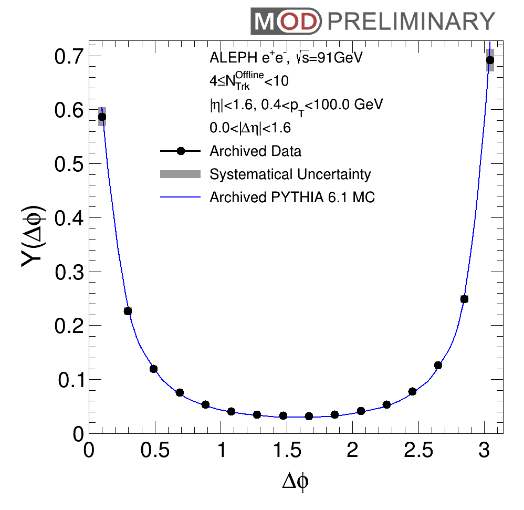 MOD PRELIMINARY
ALEPH e⁺e⁻, √s=91GeV
4≤N^Offline_Trk<10
|η|<1.6, 0.4<p_T<100.0 GeV
0.0<|Δη|<1.6
Archived Data
Systematical Uncertainty
Archived PYTHIA 6.1 MC
Y(Δϕ)
0.7
0.6
0.5
0.4
0.3
0.2
0.1
0
0 0.5 1 1.5 2 2.5 3
Δϕ